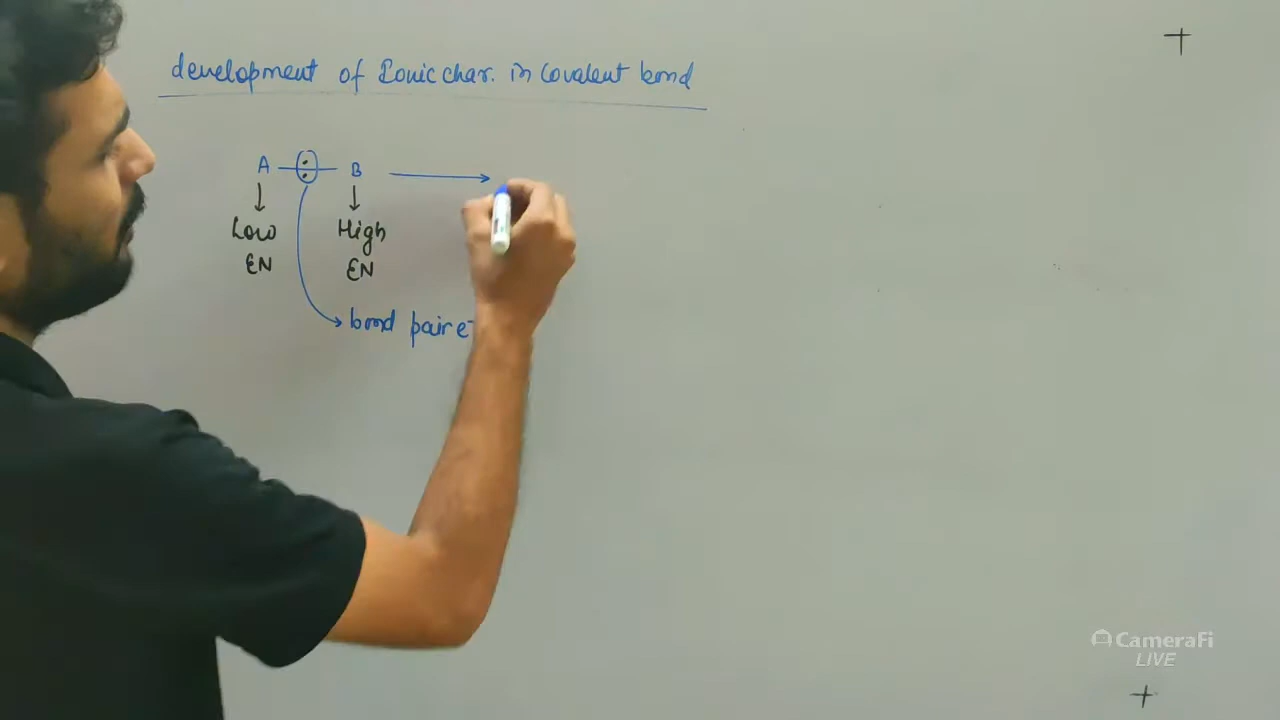 development of Ionic char. in Covalent bond
A — : — B
Low High
EN EN
bond pair e-
CameraFi
LIVE